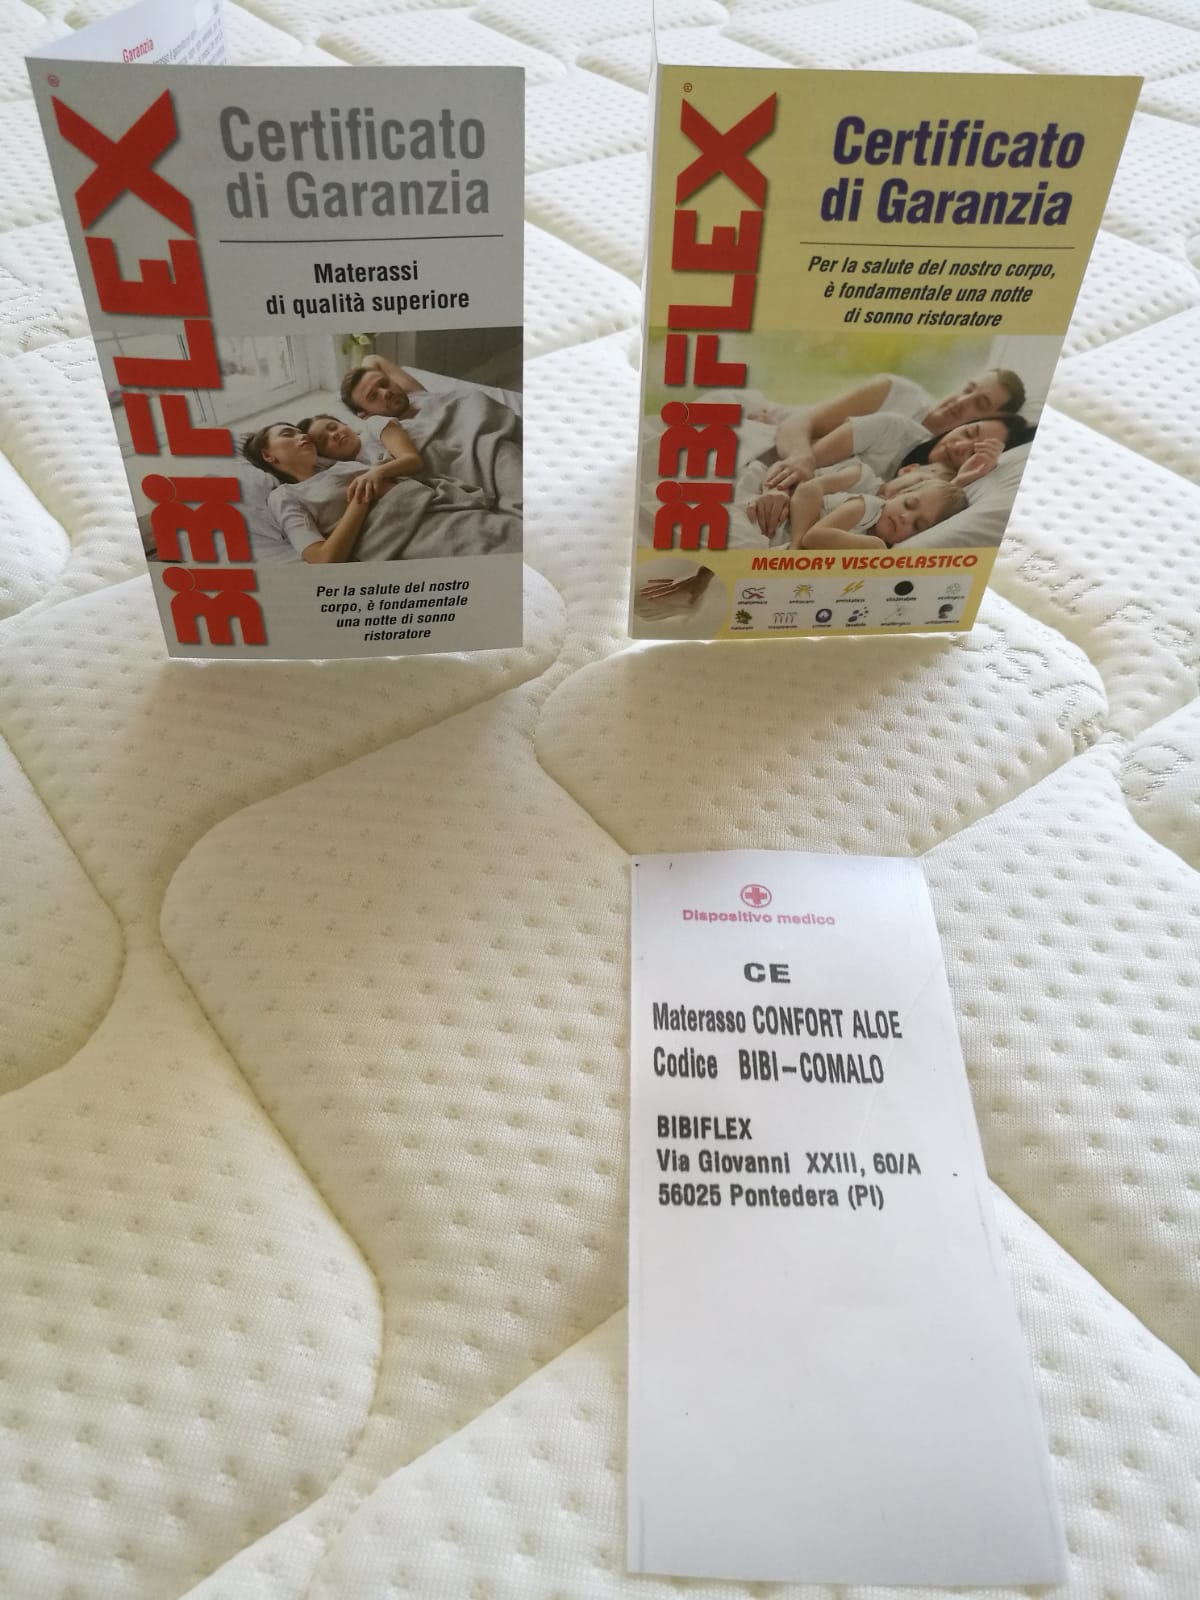 Garanzia
BIBIFLEX
Certificato
di Garanzia
Materassi
di qualità superiore
Per la salute del nostro
corpo, è fondamentale
una notte di sonno
ristoratore
BIBIFLEX
Certificato
di Garanzia
Per la salute del nostro corpo,
è fondamentale una notte
di sonno ristoratore
MEMORY VISCOELASTICO
Dispositivo medico
CE
Materasso CONFORT ALOE
Codice BIBI-COMALO
BIBIFLEX
Via Giovanni XXIII, 60/A
56025 Pontedera (PI)